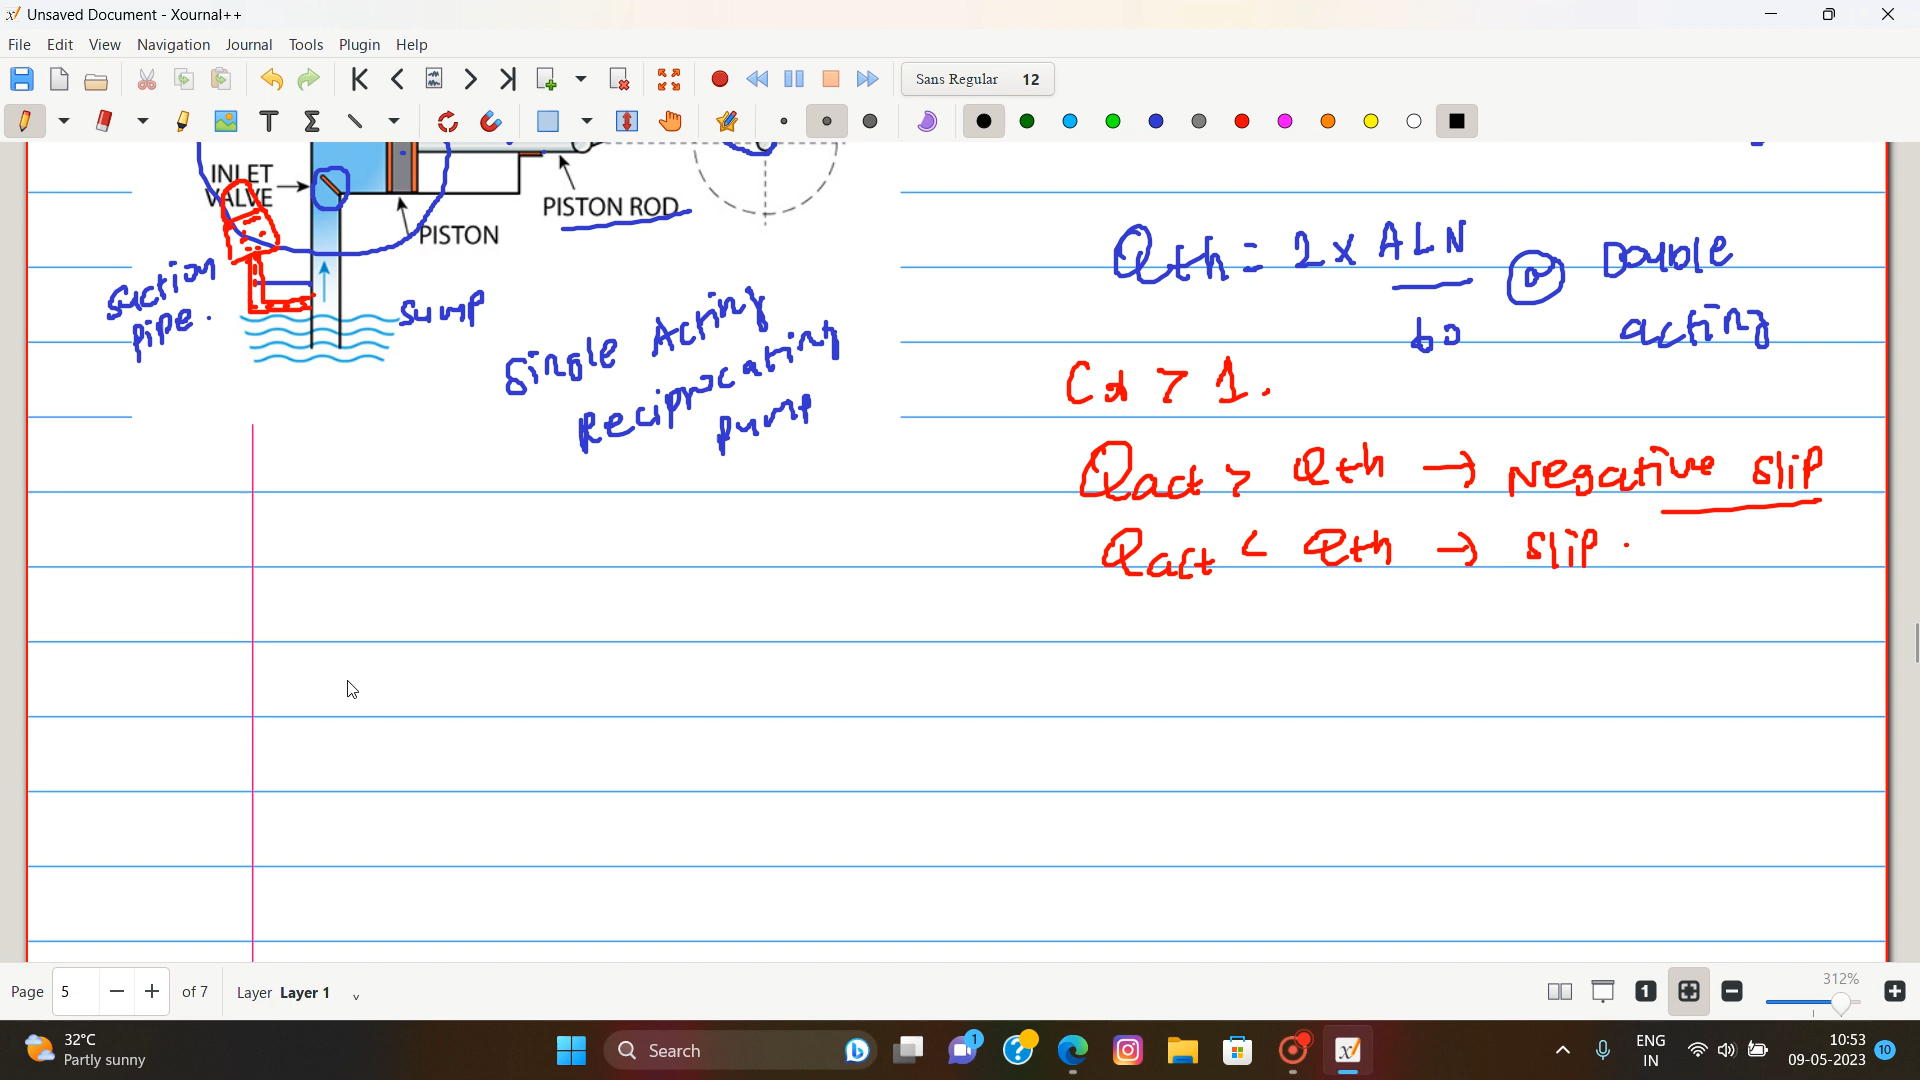 Unsaved Document - Xournal++
File Edit View Navigation Journal Tools Plugin Help
Sans Regular 12
INLET
VALVE
PISTON ROD
PISTON
Suction
pipe.
Sump
Single Acting
Reciprocating
pump
Qth = 2 x ALN @ Double
60 acting
Cd > 1.
Qact > Qth → Negative slip
Qact < Qth → slip.
Page 5 of 7 Layer Layer 1
312%
32°C
Partly sunny
Search
1
ENG
IN
10:53
09-05-2023
10